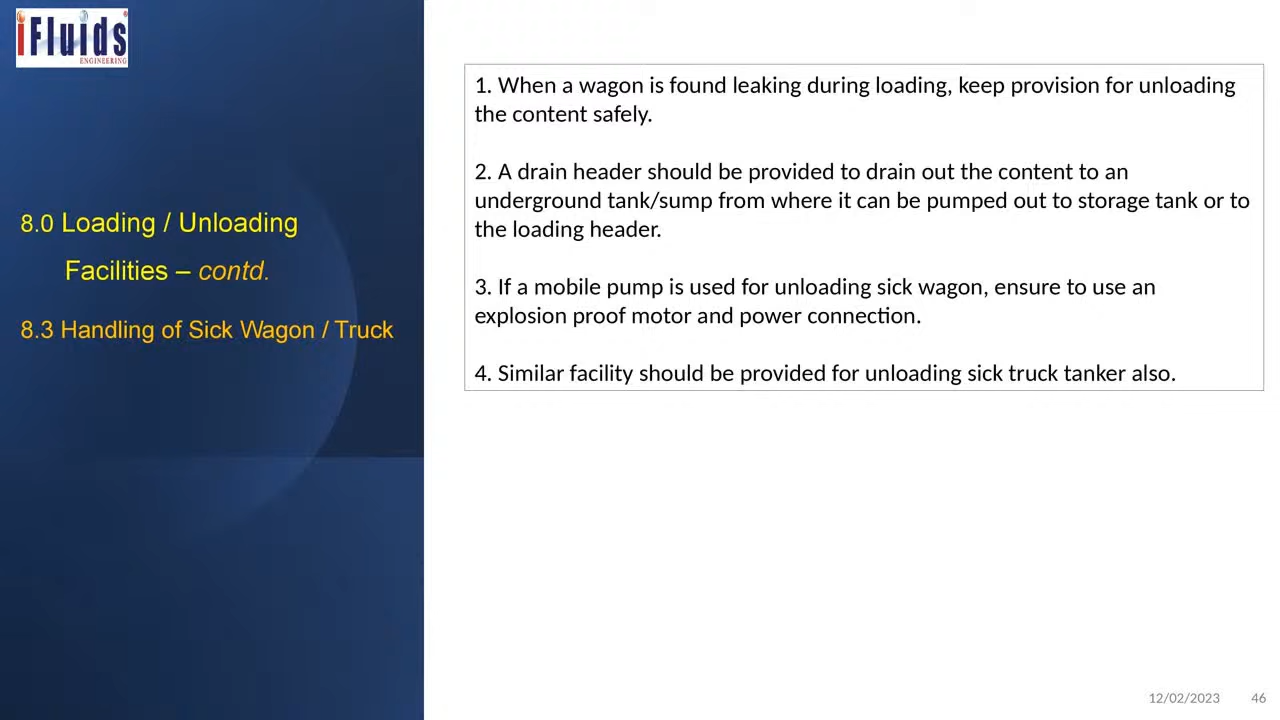 iFluids
ENGINEERING
8.0 Loading / Unloading
Facilities – contd.
8.3 Handling of Sick Wagon / Truck
1. When a wagon is found leaking during loading, keep provision for unloading
the content safely.
2. A drain header should be provided to drain out the content to an
underground tank/sump from where it can be pumped out to storage tank or to
the loading header.
3. If a mobile pump is used for unloading sick wagon, ensure to use an
explosion proof motor and power connection.
4. Similar facility should be provided for unloading sick truck tanker also.
12/02/2023 46